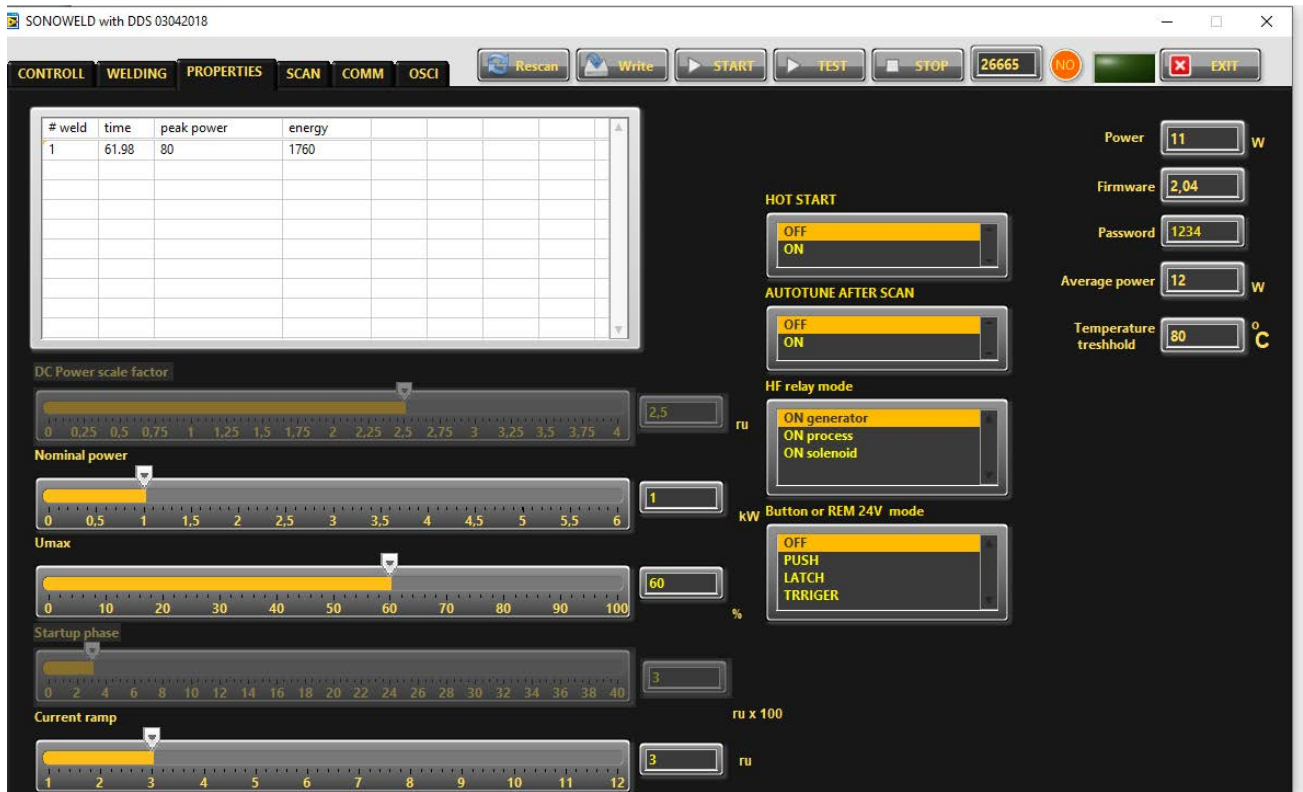 SONOWELD with DDS 03042018
CONTROLL WELDING PROPERTIES SCAN COMM OSCI
Rescan Write START TEST STOP 26665 NO EXIT
# weld time peak power energy
1 61.98 80 1760
DC Power scale factor
0 0,25 0,5 0,75 1 1,25 1,5 1,75 2 2,25 2,5 2,75 3 3,25 3,5 3,75 4
2,5 ru
Nominal power
0 0,5 1 1,5 2 2,5 3 3,5 4 4,5 5 5,5 6
1 kW
Umax
0 10 20 30 40 50 60 70 80 90 100
60 %
Startup phase
0 2 4 6 8 10 12 14 16 18 20 22 24 26 28 30 32 34 36 38 40
3
ru x 100
Current ramp
1 2 3 4 5 6 7 8 9 10 11 12
3 ru
HOT START
OFF
ON
AUTOTUNE AFTER SCAN
OFF
ON
HF relay mode
ON generator
ON process
ON solenoid
Button or REM 24V mode
OFF
PUSH
LATCH
TRRIGER
Power 11 W
Firmware 2,04
Password 1234
Average power 12 W
Temperature
treshhold 80 °C